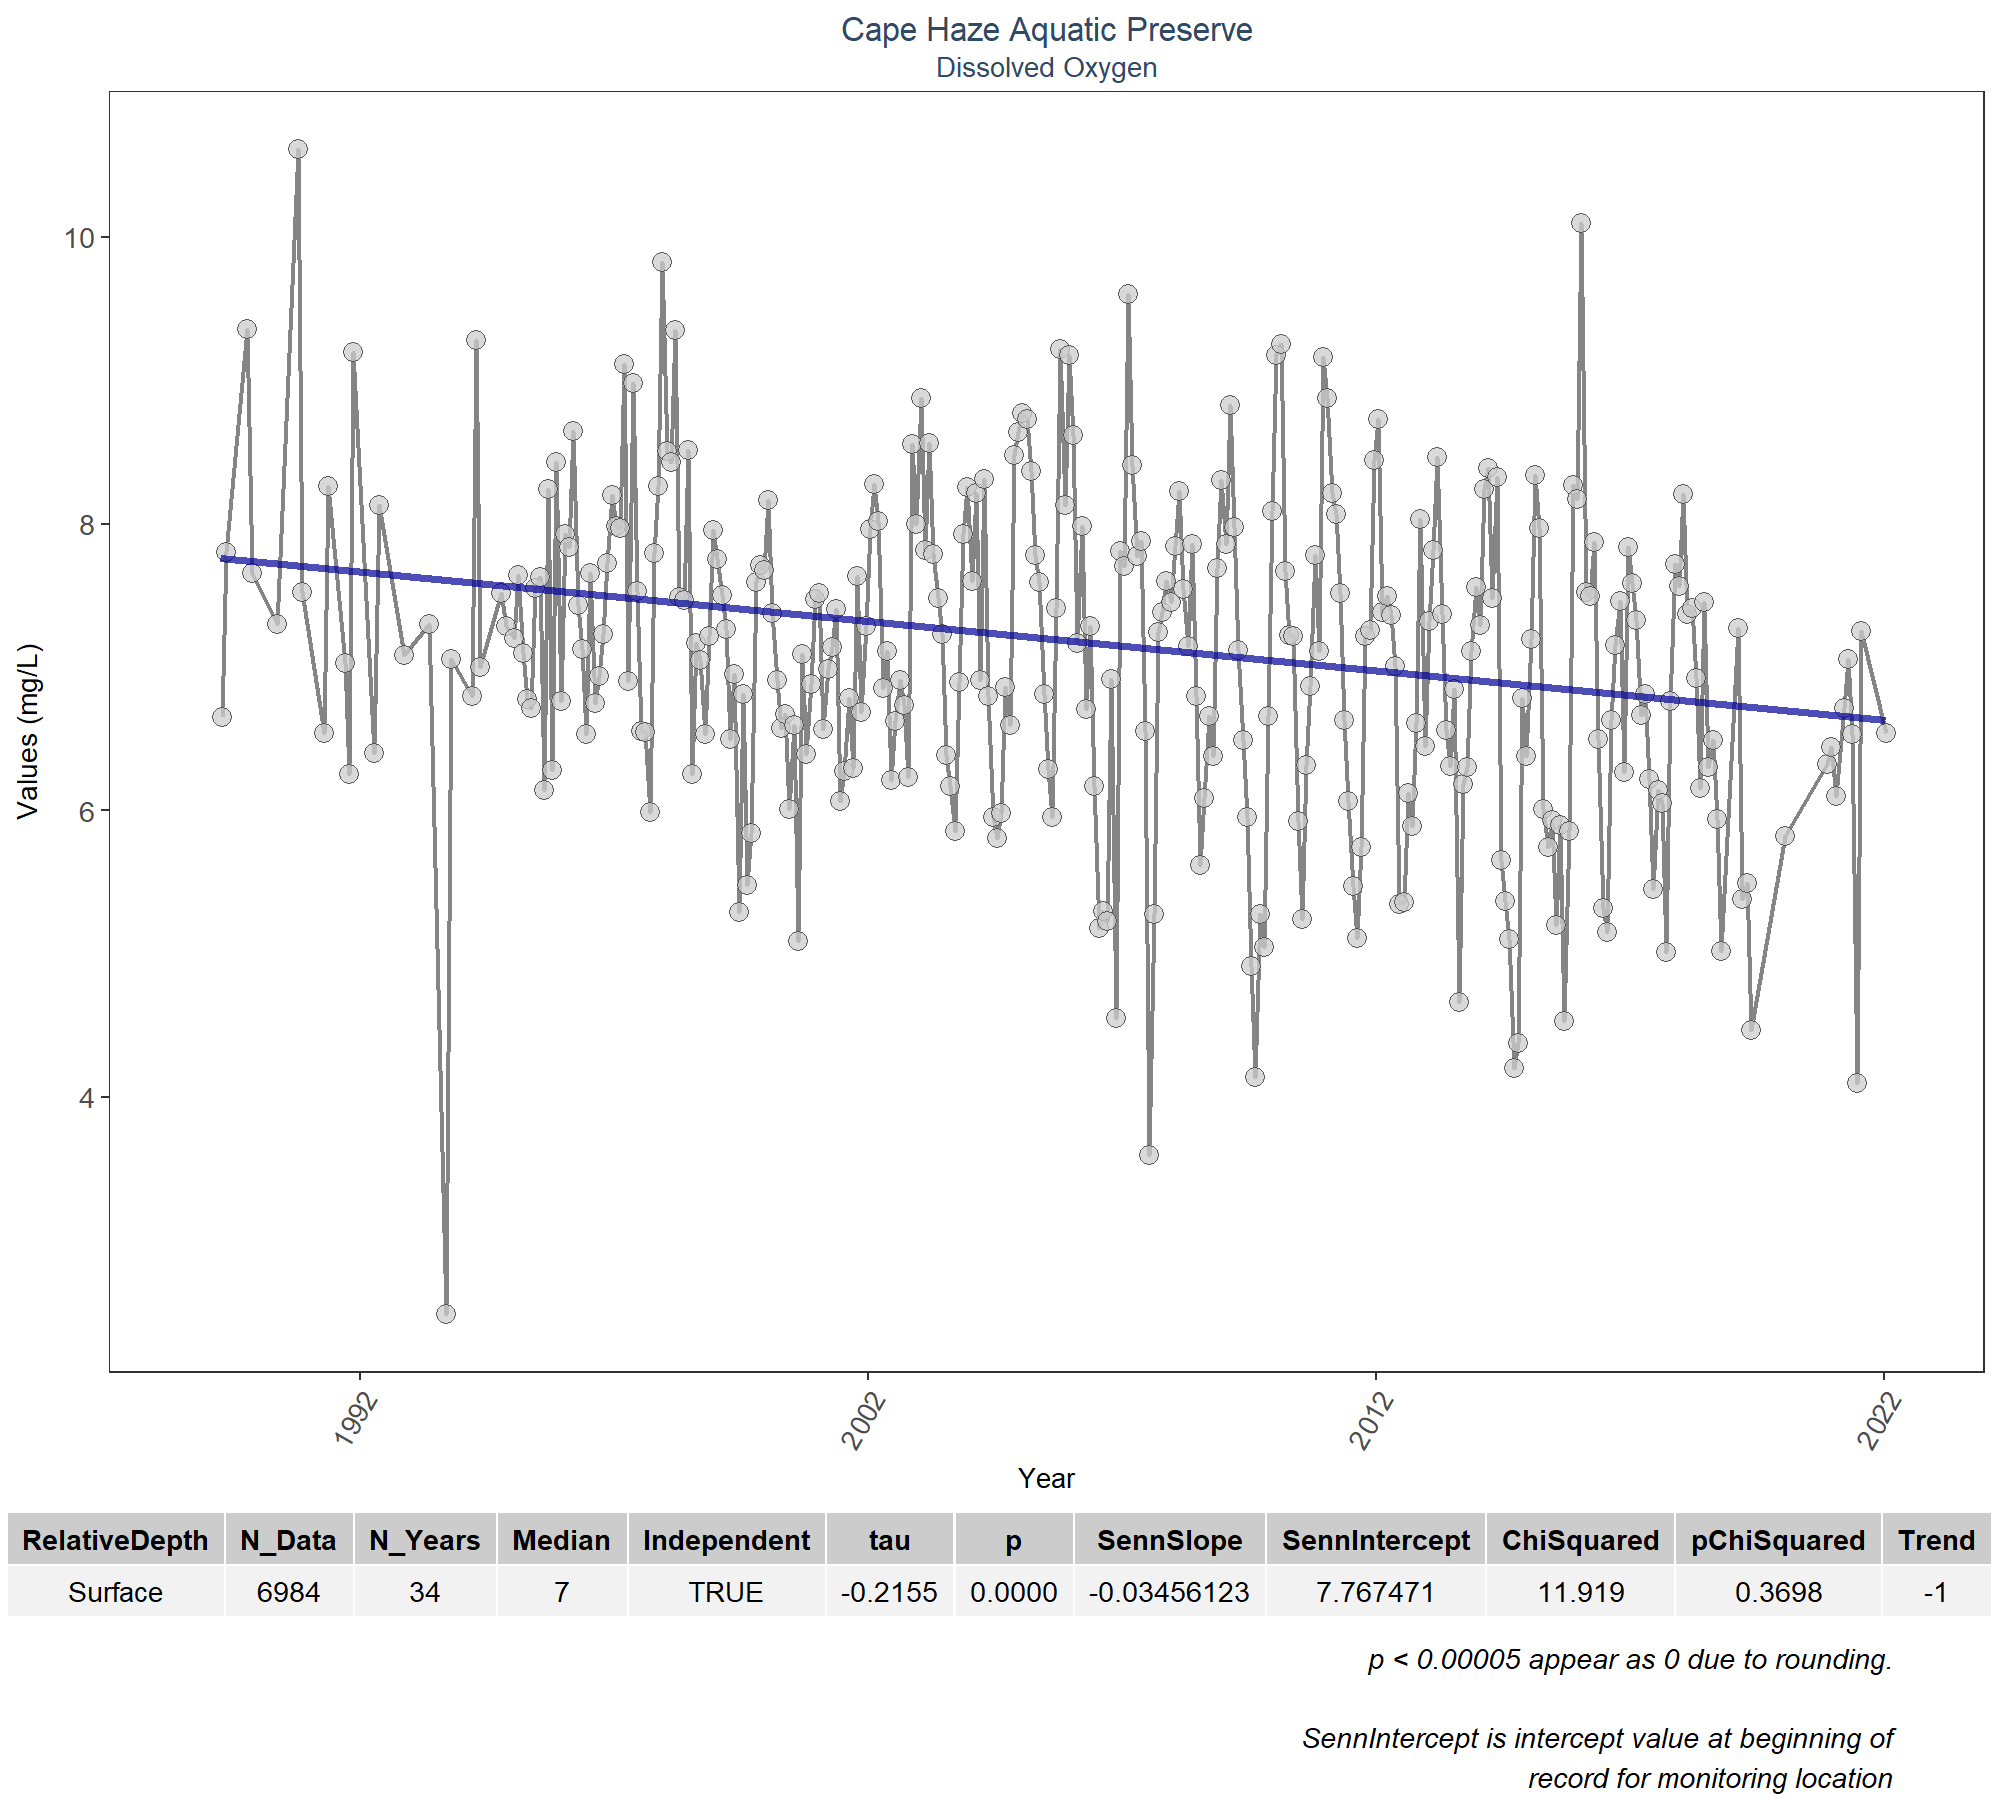 Cape Haze Aquatic Preserve
Dissolved Oxygen
Values (mg/L)
10
8
6
4
1992
2002
2012
2022
Year
RelativeDepth N_Data N_Years Median Independent tau p SennSlope SennIntercept ChiSquared pChiSquared Trend
Surface 6984 34 7 TRUE -0.2155 0.0000 -0.03456123 7.767471 11.919 0.3698 -1
p < 0.00005 appear as 0 due to rounding.
SennIntercept is intercept value at beginning of
record for monitoring location